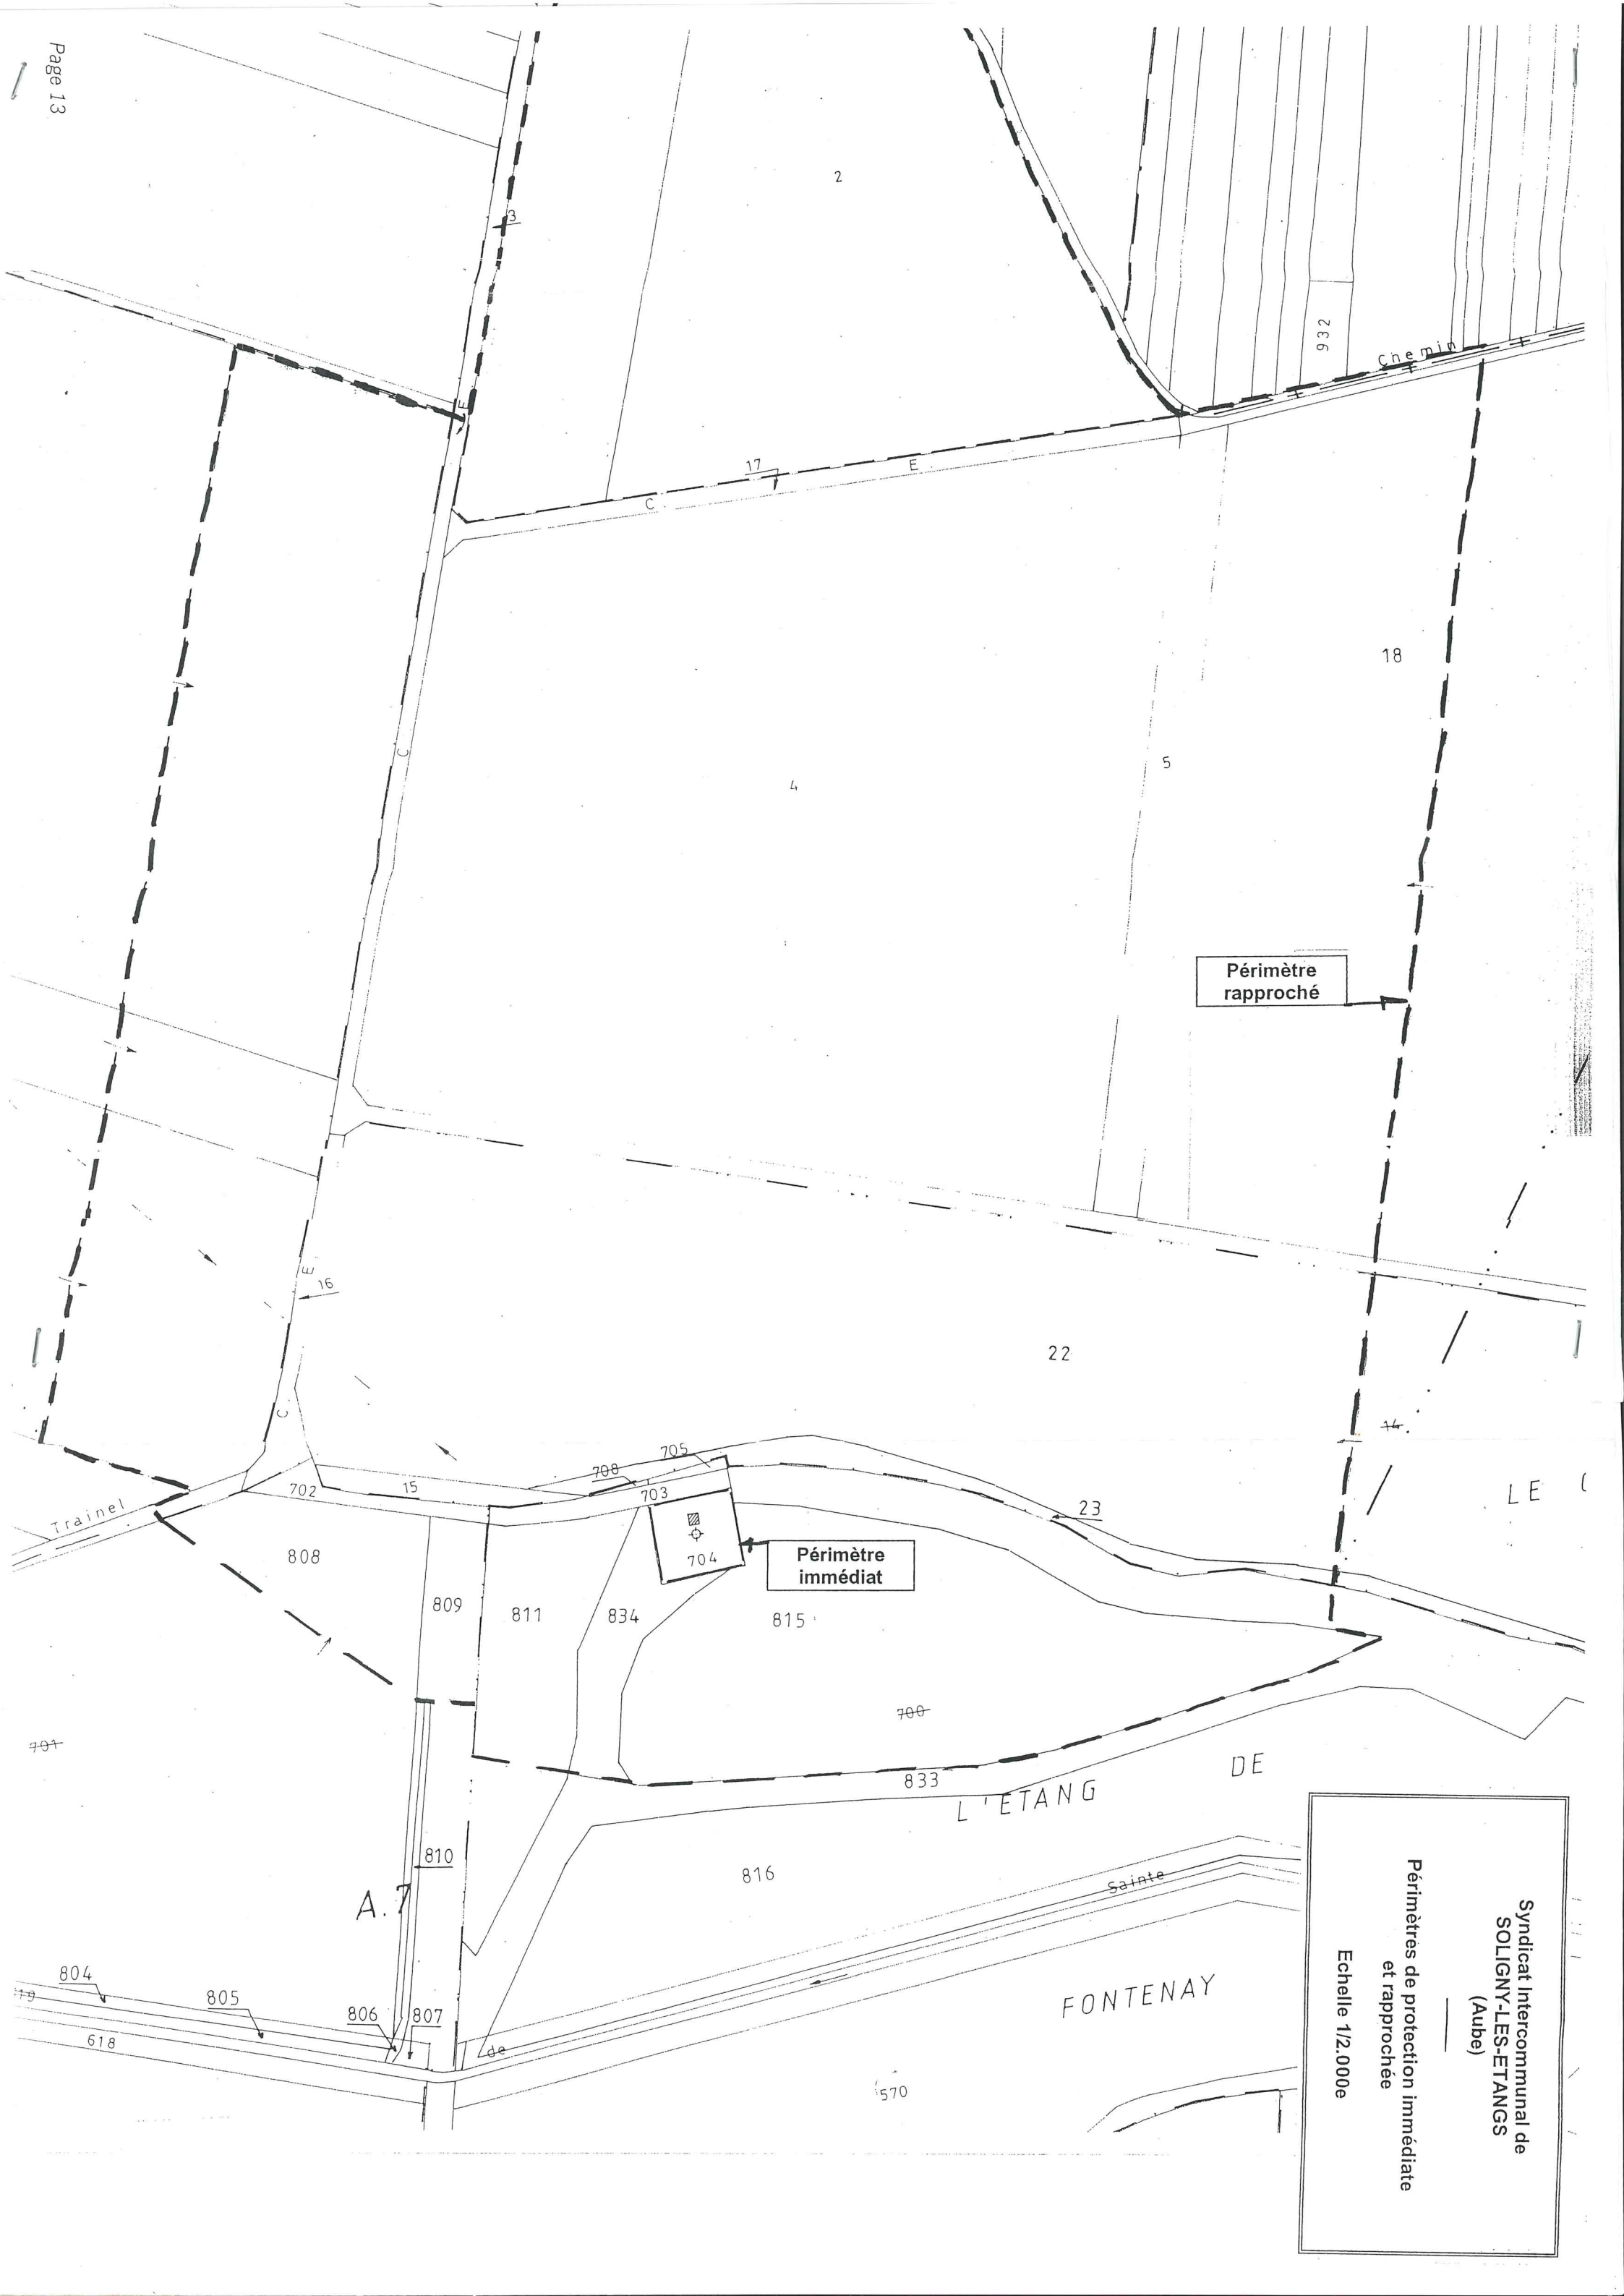 Page 13
2
3
932
Chemin
E
17
E
C
18
C
5
4
Périmètre
rapproché
E
16
22
14
C
705
708
LE
702
15
703
23
Trainel
704
Périmètre
immédiat
808
809
811
834
815
700
701
DE
833
L'ETANG
810
816
Sainte
A.7
804
805
806
807
FONTENAY
618
de
570
Syndicat Intercommunal de
SOLIGNY-LES-ETANGS
(Aube)
Périmètres de protection immédiate
et rapprochée
Echelle 1/2.000e